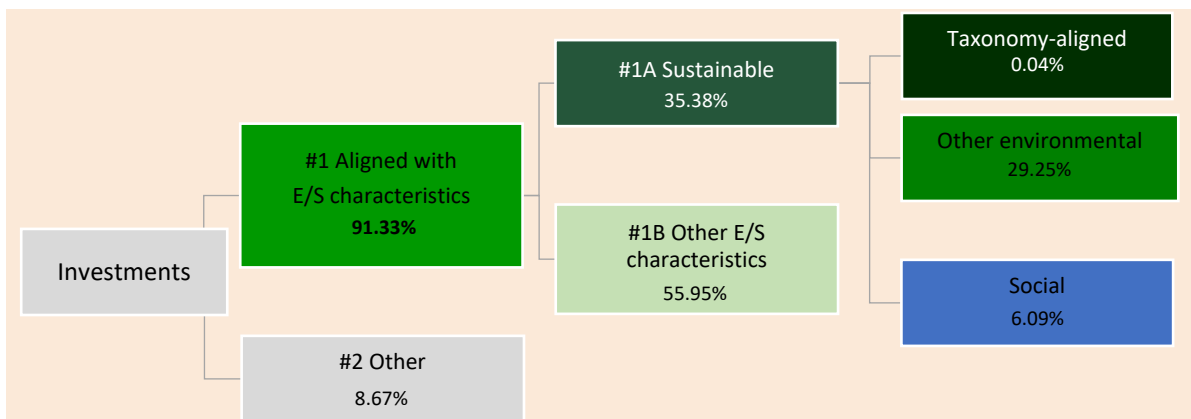 Investments
#1 Aligned with
E/S characteristics
91.33%
#2 Other
8.67%
#1A Sustainable
35.38%
#1B Other E/S
characteristics
55.95%
Taxonomy-aligned
0.04%
Other environmental
29.25%
Social
6.09%